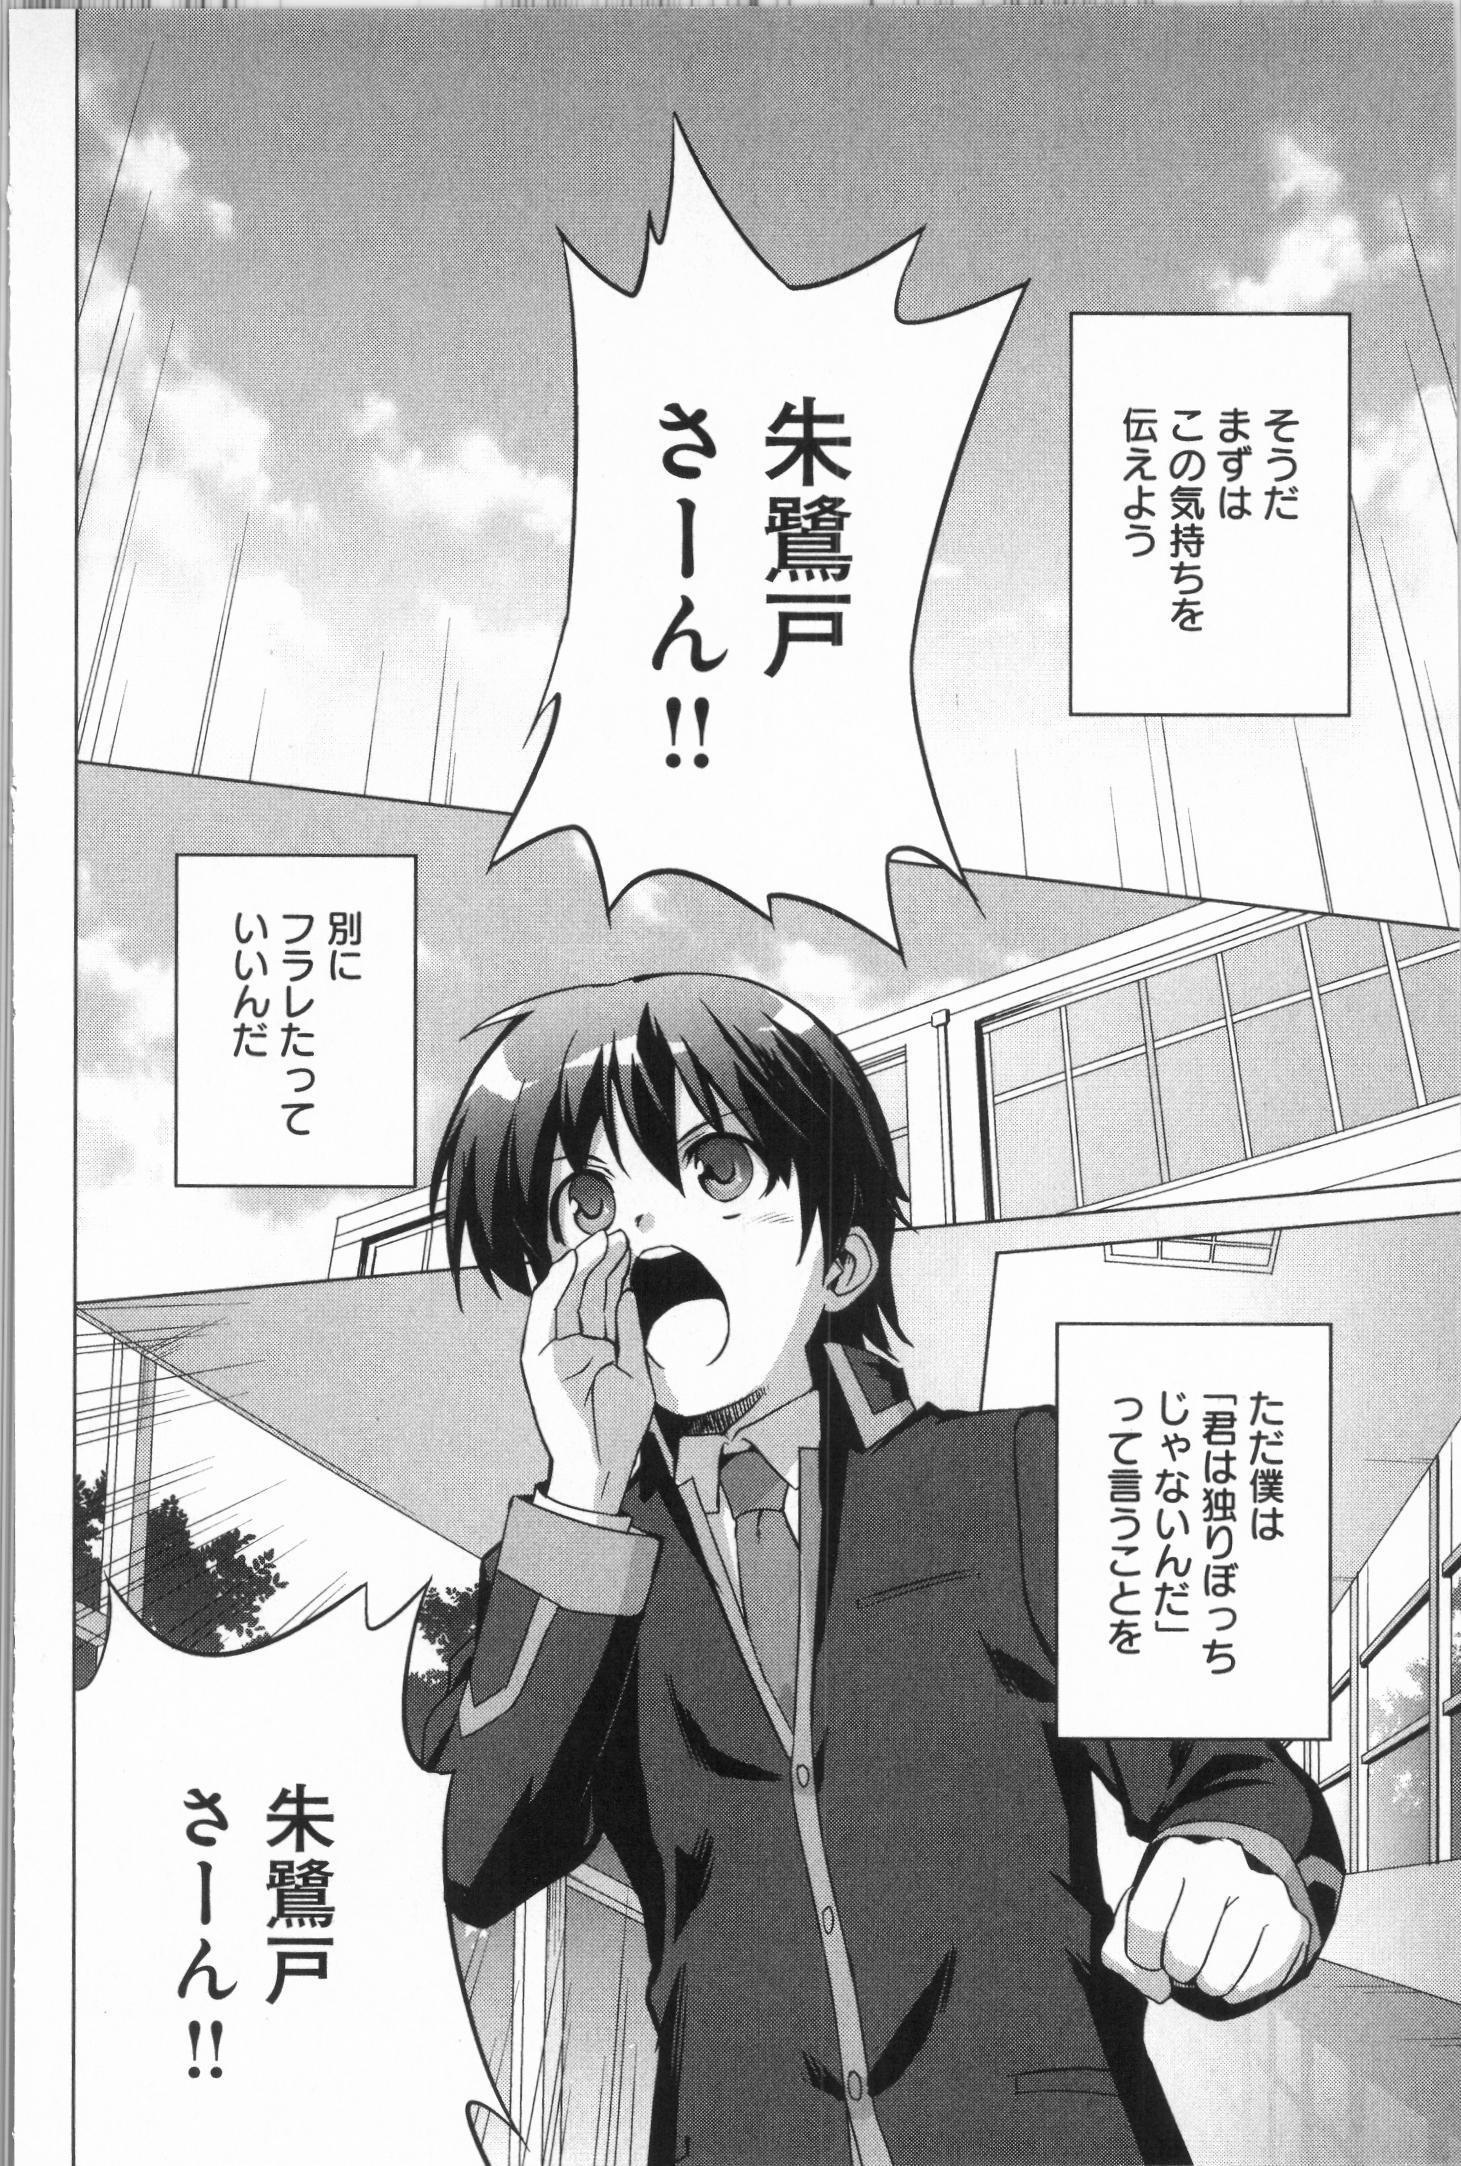 そうだ
まずは
この気持ちを
伝えよう
朱鷺戸
さーん!!
別に
フラレたって
いいんだ
ただ僕は
「君は独りぼっち
じゃないんだ」
って言うことを
朱鷺戸
さーん!!